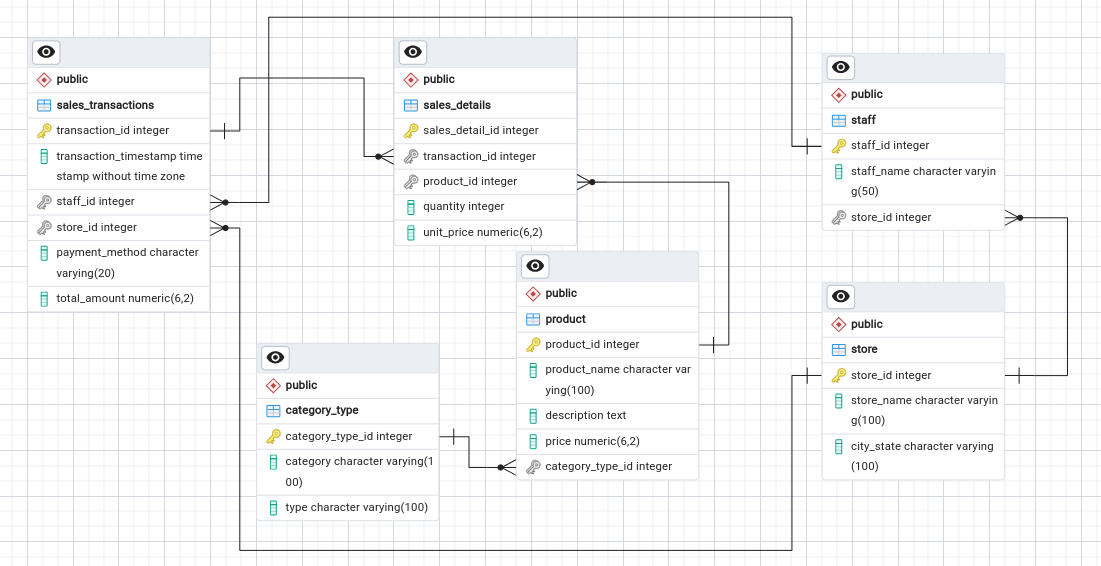 public
sales_transactions
transaction_id integer
transaction_timestamp time
stamp without time zone
staff_id integer
store_id integer
payment_method character
varying(20)
total_amount numeric(6,2)
public
sales_details
sales_detail_id integer
transaction_id integer
product_id integer
quantity integer
unit_price numeric(6,2)
public
staff
staff_id integer
staff_name character varyin
g(50)
store_id integer
public
product
product_id integer
product_name character var
ying(100)
description text
price numeric(6,2)
category_type_id integer
public
store
store_id integer
store_name character varyin
g(100)
city_state character varying
(100)
public
category_type
category_type_id integer
category character varying(1
00)
type character varying(100)